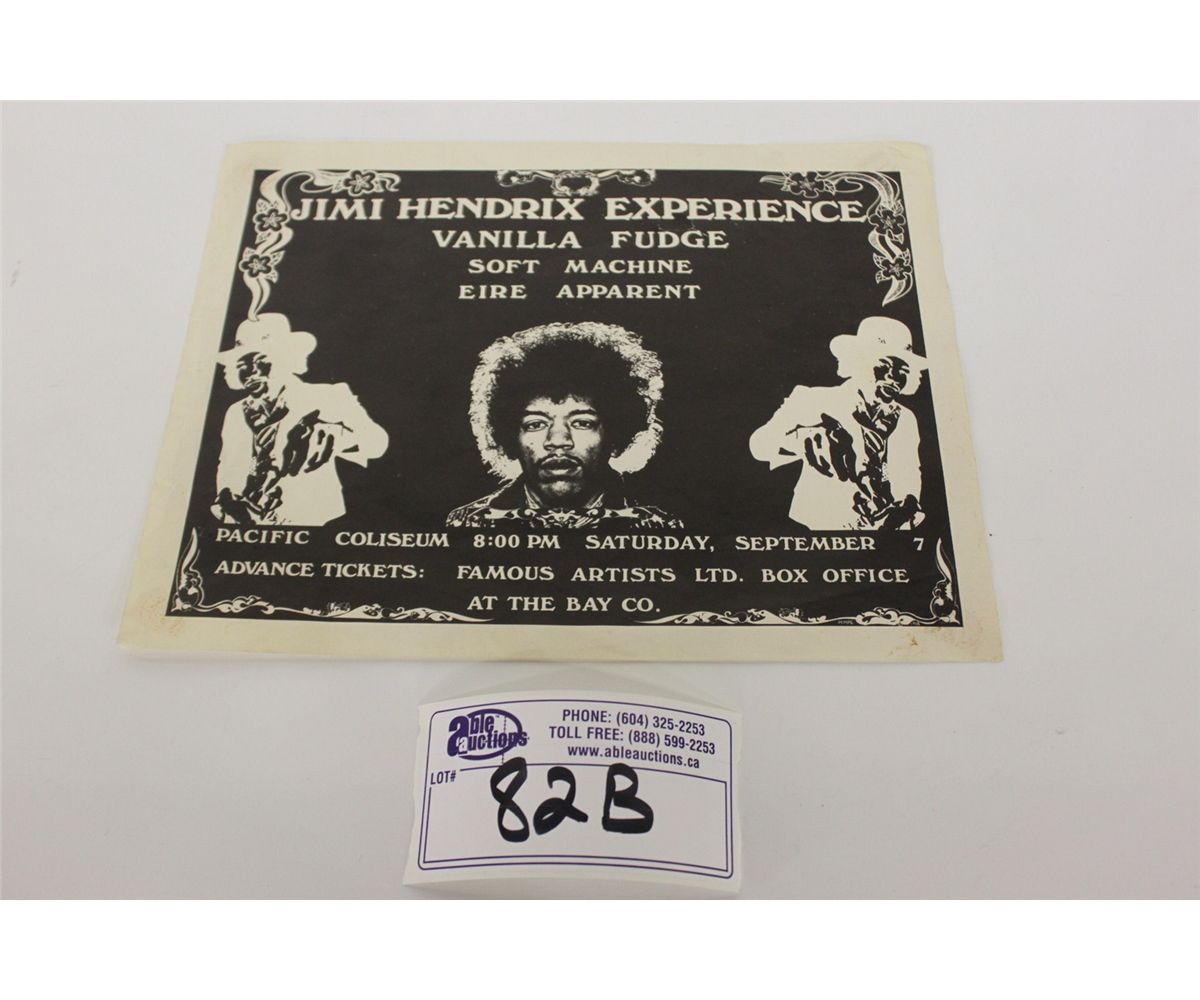 JIMI HENDRIX EXPERIENCE
VANILLA FUDGE
SOFT MACHINE
EIRE APPARENT
PACIFIC COLISEUM 8:00 PM SATURDAY, SEPTEMBER 7
ADVANCE TICKETS: FAMOUS ARTISTS LTD. BOX OFFICE
AT THE BAY CO.
able auctions
PHONE: (604) 325-2253
TOLL FREE: (888) 599-2253
www.ableauctions.ca
LOT#
82B